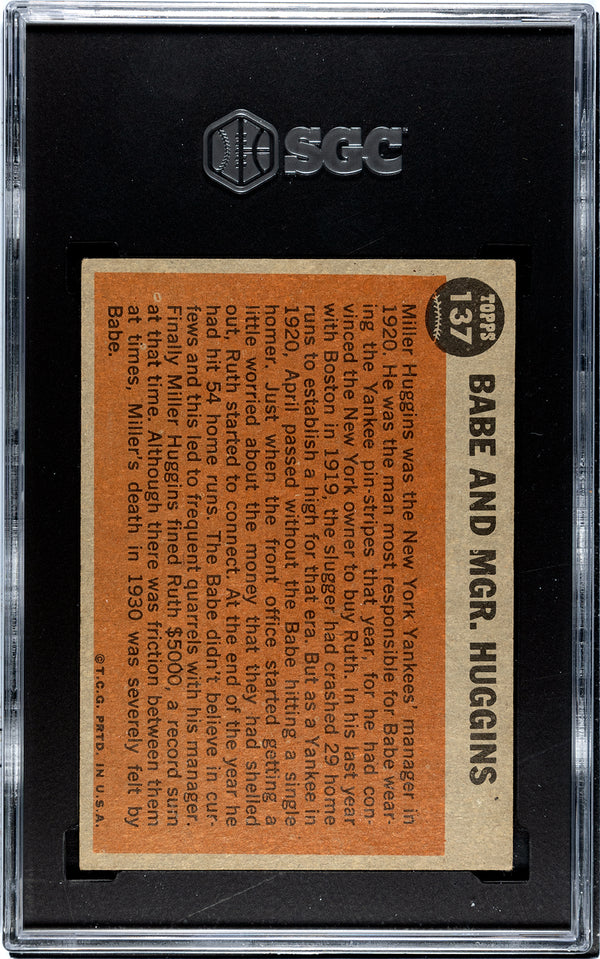 SGC
TOPPS
137
BABE AND MGR. HUGGINS
Miller Huggins was the New York Yankees' manager in
1920. He was the man most responsible for Babe wear-
ing the Yankee pin-stripes that year, for he had con-
vinced the New York owner to buy Ruth. In his last year
with Boston in 1919, the slugger had crashed 29 home
runs to establish a high for that era. But as a Yankee in
1920, April passed without the Babe hitting a single
homer. Just when the front office started getting a
little worried about the money that they had shelled
out, Ruth started to connect. At the end of the year he
had hit 54 home runs. The Babe didn't believe in cur-
fews and this led to frequent quarrels with his manager.
Finally Miller Huggins fined Ruth $5000, a record sum
at that time. Although there was friction between them
at times, Miller's death in 1930 was severely felt by
Babe.
©T.C.G. PRTD. IN U.S.A.